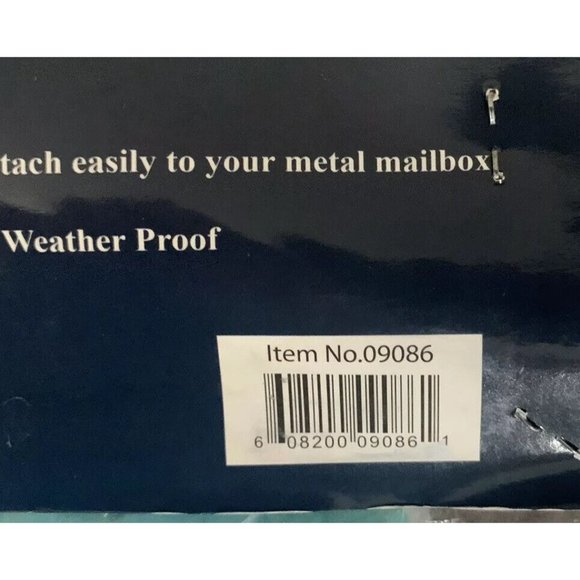 tach easily to your metal mailbox
Weather Proof
Item No.09086
6 08200 09086 1